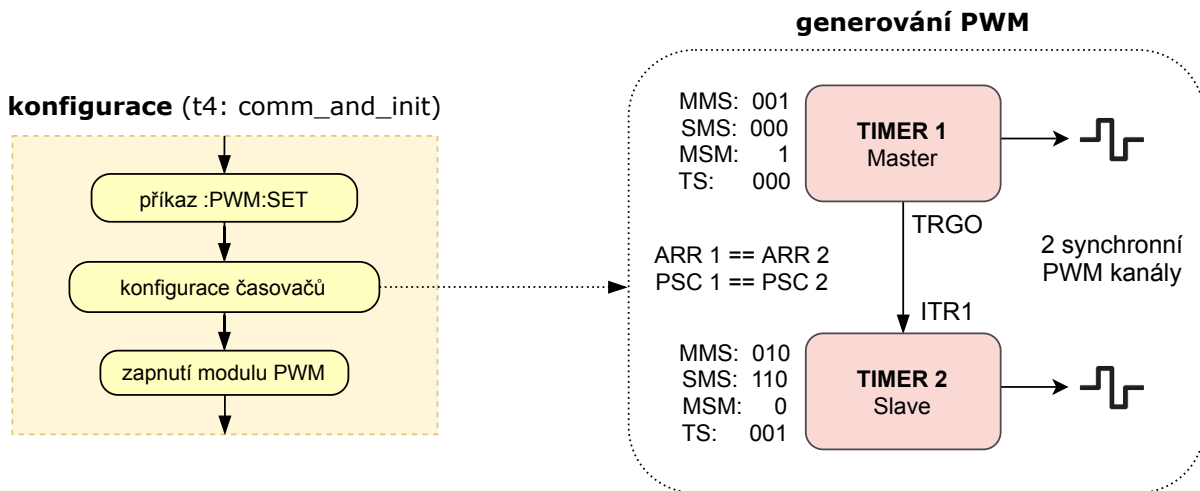 konfigurace (t4: comm_and_init)
příkaz :PWM:SET
konfigurace časovačů
zapnutí modulu PWM
generování PWM
MMS: 001
SMS: 000
MSM: 1
TS: 000
TIMER 1
Master
TRGO
ARR 1 == ARR 2
PSC 1 == PSC 2
2 synchronní
PWM kanály
ITR1
MMS: 010
SMS: 110
MSM: 0
TS: 001
TIMER 2
Slave